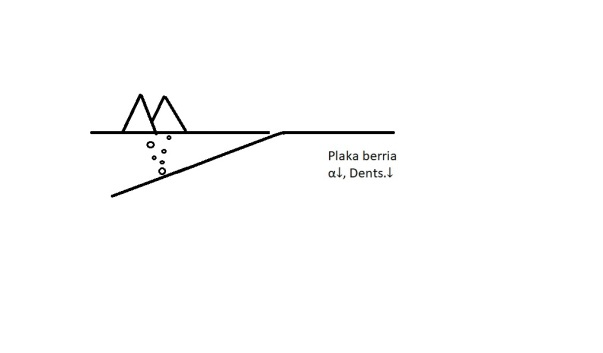 Plaka berria
α↓, Dents.↓